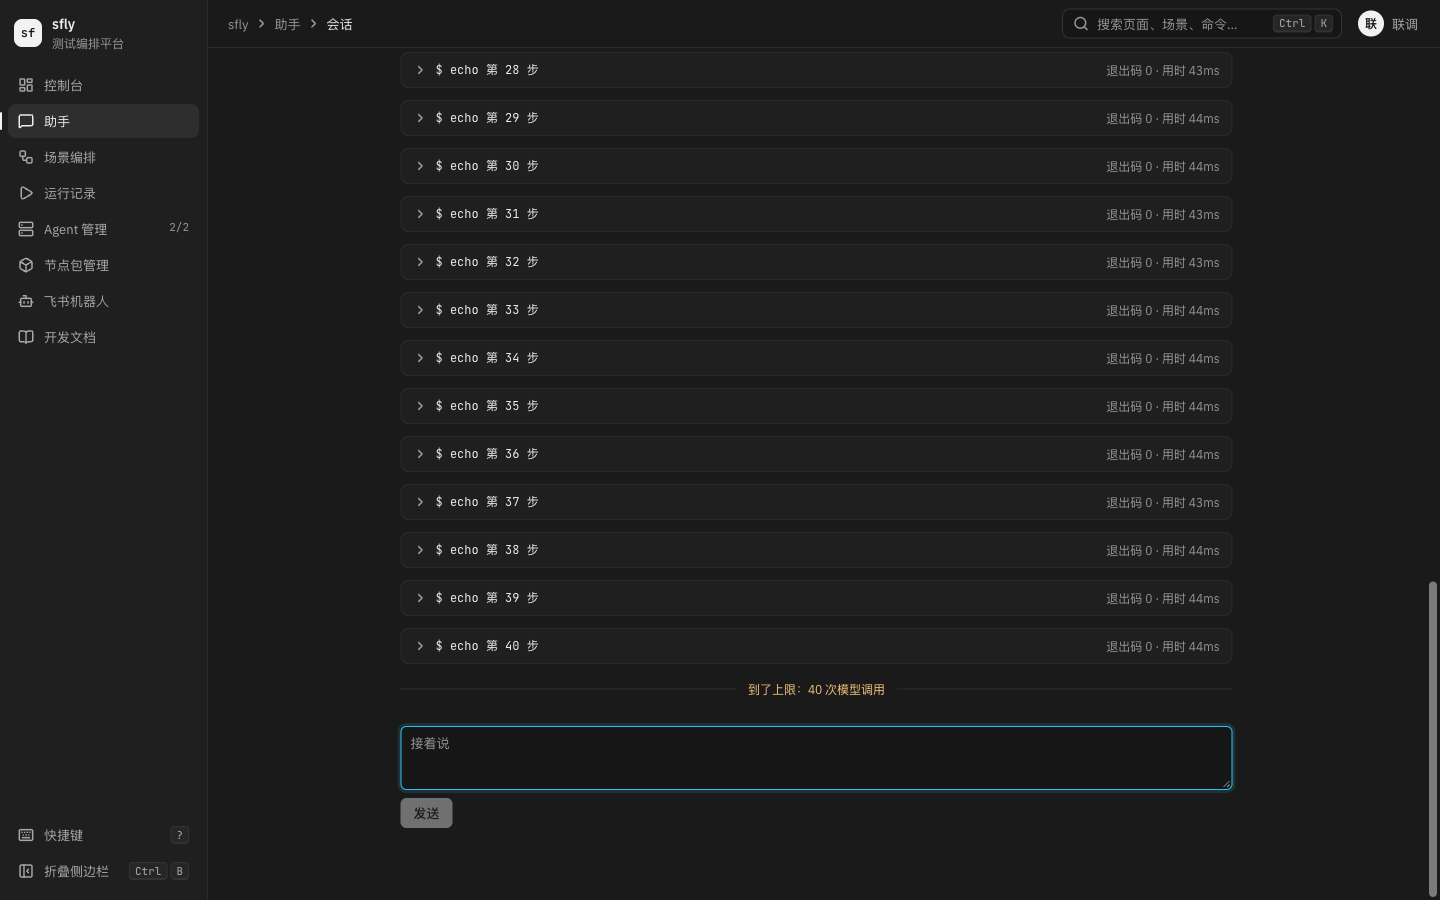 sf
sfly
测试编排平台
控制台
助手
场景编排
运行记录
Agent 管理 2/2
节点包管理
飞书机器人
开发文档
快捷键 ?
折叠侧边栏 Ctrl B
sfly > 助手 > 会话
搜索页面、场景、命令... Ctrl K
联 联调
$ echo 第 28 步 退出码 0 · 用时 43ms
$ echo 第 29 步 退出码 0 · 用时 44ms
$ echo 第 30 步 退出码 0 · 用时 44ms
$ echo 第 31 步 退出码 0 · 用时 43ms
$ echo 第 32 步 退出码 0 · 用时 43ms
$ echo 第 33 步 退出码 0 · 用时 44ms
$ echo 第 34 步 退出码 0 · 用时 44ms
$ echo 第 35 步 退出码 0 · 用时 44ms
$ echo 第 36 步 退出码 0 · 用时 44ms
$ echo 第 37 步 退出码 0 · 用时 43ms
$ echo 第 38 步 退出码 0 · 用时 44ms
$ echo 第 39 步 退出码 0 · 用时 44ms
$ echo 第 40 步 退出码 0 · 用时 44ms
到了上限：40 次模型调用
接着说
发送